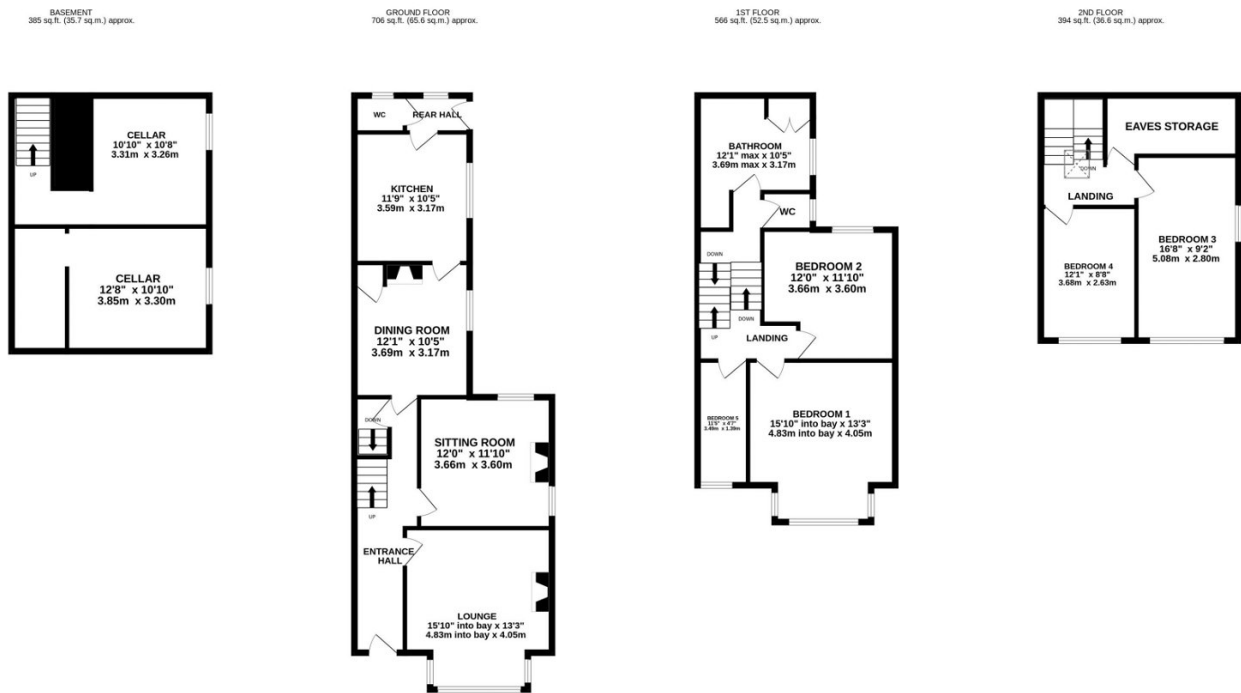 BASEMENT
385 sq.ft. (35.7 sq.m.) approx.
GROUND FLOOR
706 sq.ft. (65.6 sq.m.) approx.
1ST FLOOR
566 sq.ft. (52.5 sq.m.) approx.
2ND FLOOR
394 sq.ft. (36.6 sq.m.) approx.
UP
CELLAR
10'10" x 10'8"
3.31m x 3.26m
CELLAR
12'8" x 10'10"
3.85m x 3.30m
WC
REAR HALL
KITCHEN
11'9" x 10'5"
3.59m x 3.17m
DINING ROOM
12'1" x 10'5"
3.69m x 3.17m
DOWN
SITTING ROOM
12'0" x 11'10"
3.66m x 3.60m
UP
ENTRANCE
HALL
LOUNGE
15'10" into bay x 13'3"
4.83m into bay x 4.05m
BATHROOM
12'1" max x 10'5"
3.69m max x 3.17m
WC
DOWN
BEDROOM 2
12'0" x 11'10"
3.66m x 3.60m
DOWN
UP
LANDING
BEDROOM 5
11'5" x 4'7"
3.49m x 1.39m
BEDROOM 1
15'10" into bay x 13'3"
4.83m into bay x 4.05m
EAVES STORAGE
DOWN
LANDING
BEDROOM 3
16'8" x 9'2"
5.08m x 2.80m
BEDROOM 4
12'1" x 8'8"
3.68m x 2.63m